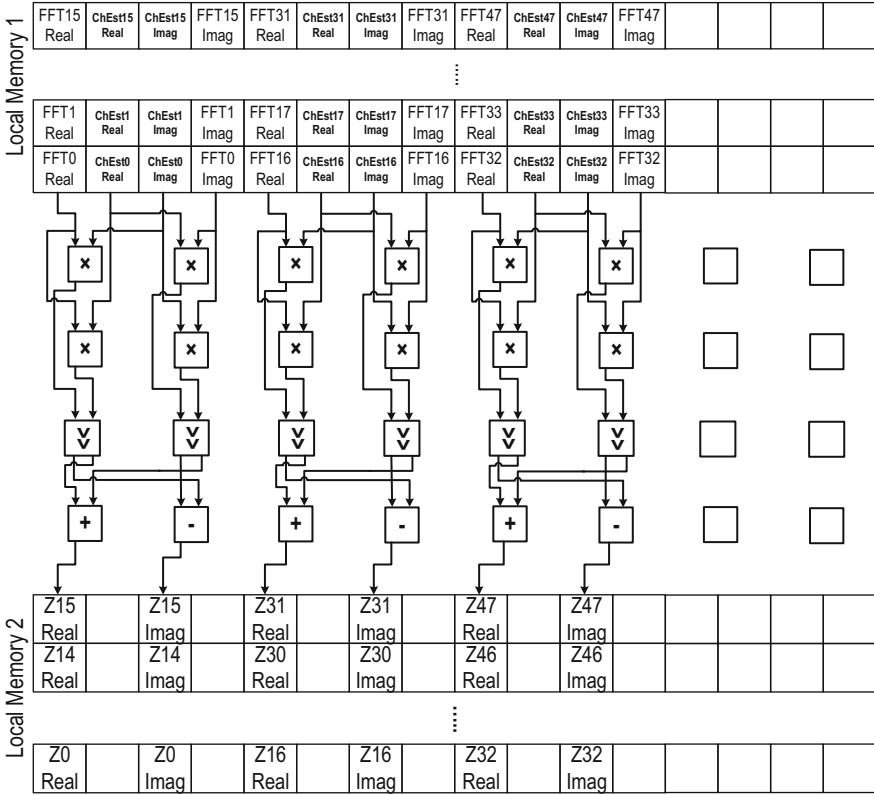 Local Memory 1
FFT15 ChEst15 ChEst15 FFT15 FFT31 ChEst31 ChEst31 FFT31 FFT47 ChEst47 ChEst47 FFT47
Real Real Imag Imag Real Real Imag Imag Real Real Imag Imag
......
FFT1 ChEst1 ChEst1 FFT1 FFT17 ChEst17 ChEst17 FFT17 FFT33 ChEst33 ChEst33 FFT33
Real Real Imag Imag Real Real Imag Imag Real Real Imag Imag
FFT0 ChEst0 ChEst0 FFT0 FFT16 ChEst16 ChEst16 FFT16 FFT32 ChEst32 ChEst32 FFT32
Real Real Imag Imag Real Real Imag Imag Real Real Imag Imag
× × × × × ×
× × × × × ×
>> >> >> >> >> >>
+ - + - + -
Local Memory 2
Z15 Z15 Z31 Z31 Z47 Z47
Real Imag Real Imag Real Imag
Z14 Z14 Z30 Z30 Z46 Z46
Real Imag Real Imag Real Imag
......
Z0 Z0 Z16 Z16 Z32 Z32
Real Imag Real Imag Real Imag